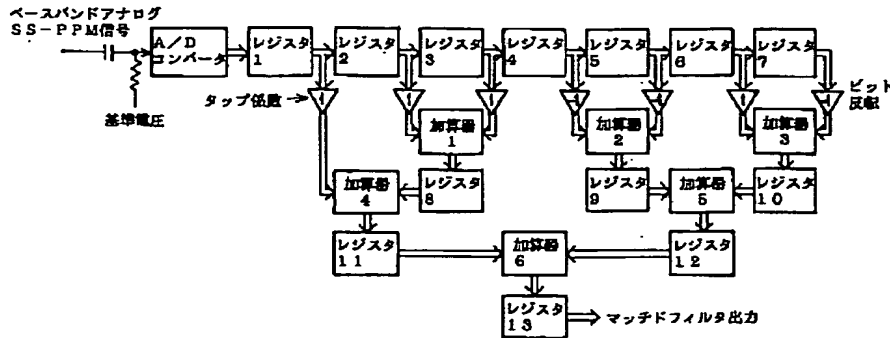 ベースバンドアナログ
SS-PPM信号
A/D
コンバータ
レジスタ
1
レジスタ
2
レジスタ
3
レジスタ
4
レジスタ
5
レジスタ
6
レジスタ
7
基準電圧
タップ係数
1
1
1
-1
-1
1
-1
ビット
反転
加算器
1
加算器
2
加算器
3
加算器
4
レジスタ
8
レジスタ
9
加算器
5
レジスタ
10
レジスタ
11
加算器
6
レジスタ
12
レジスタ
13
マッチドフィルタ出力